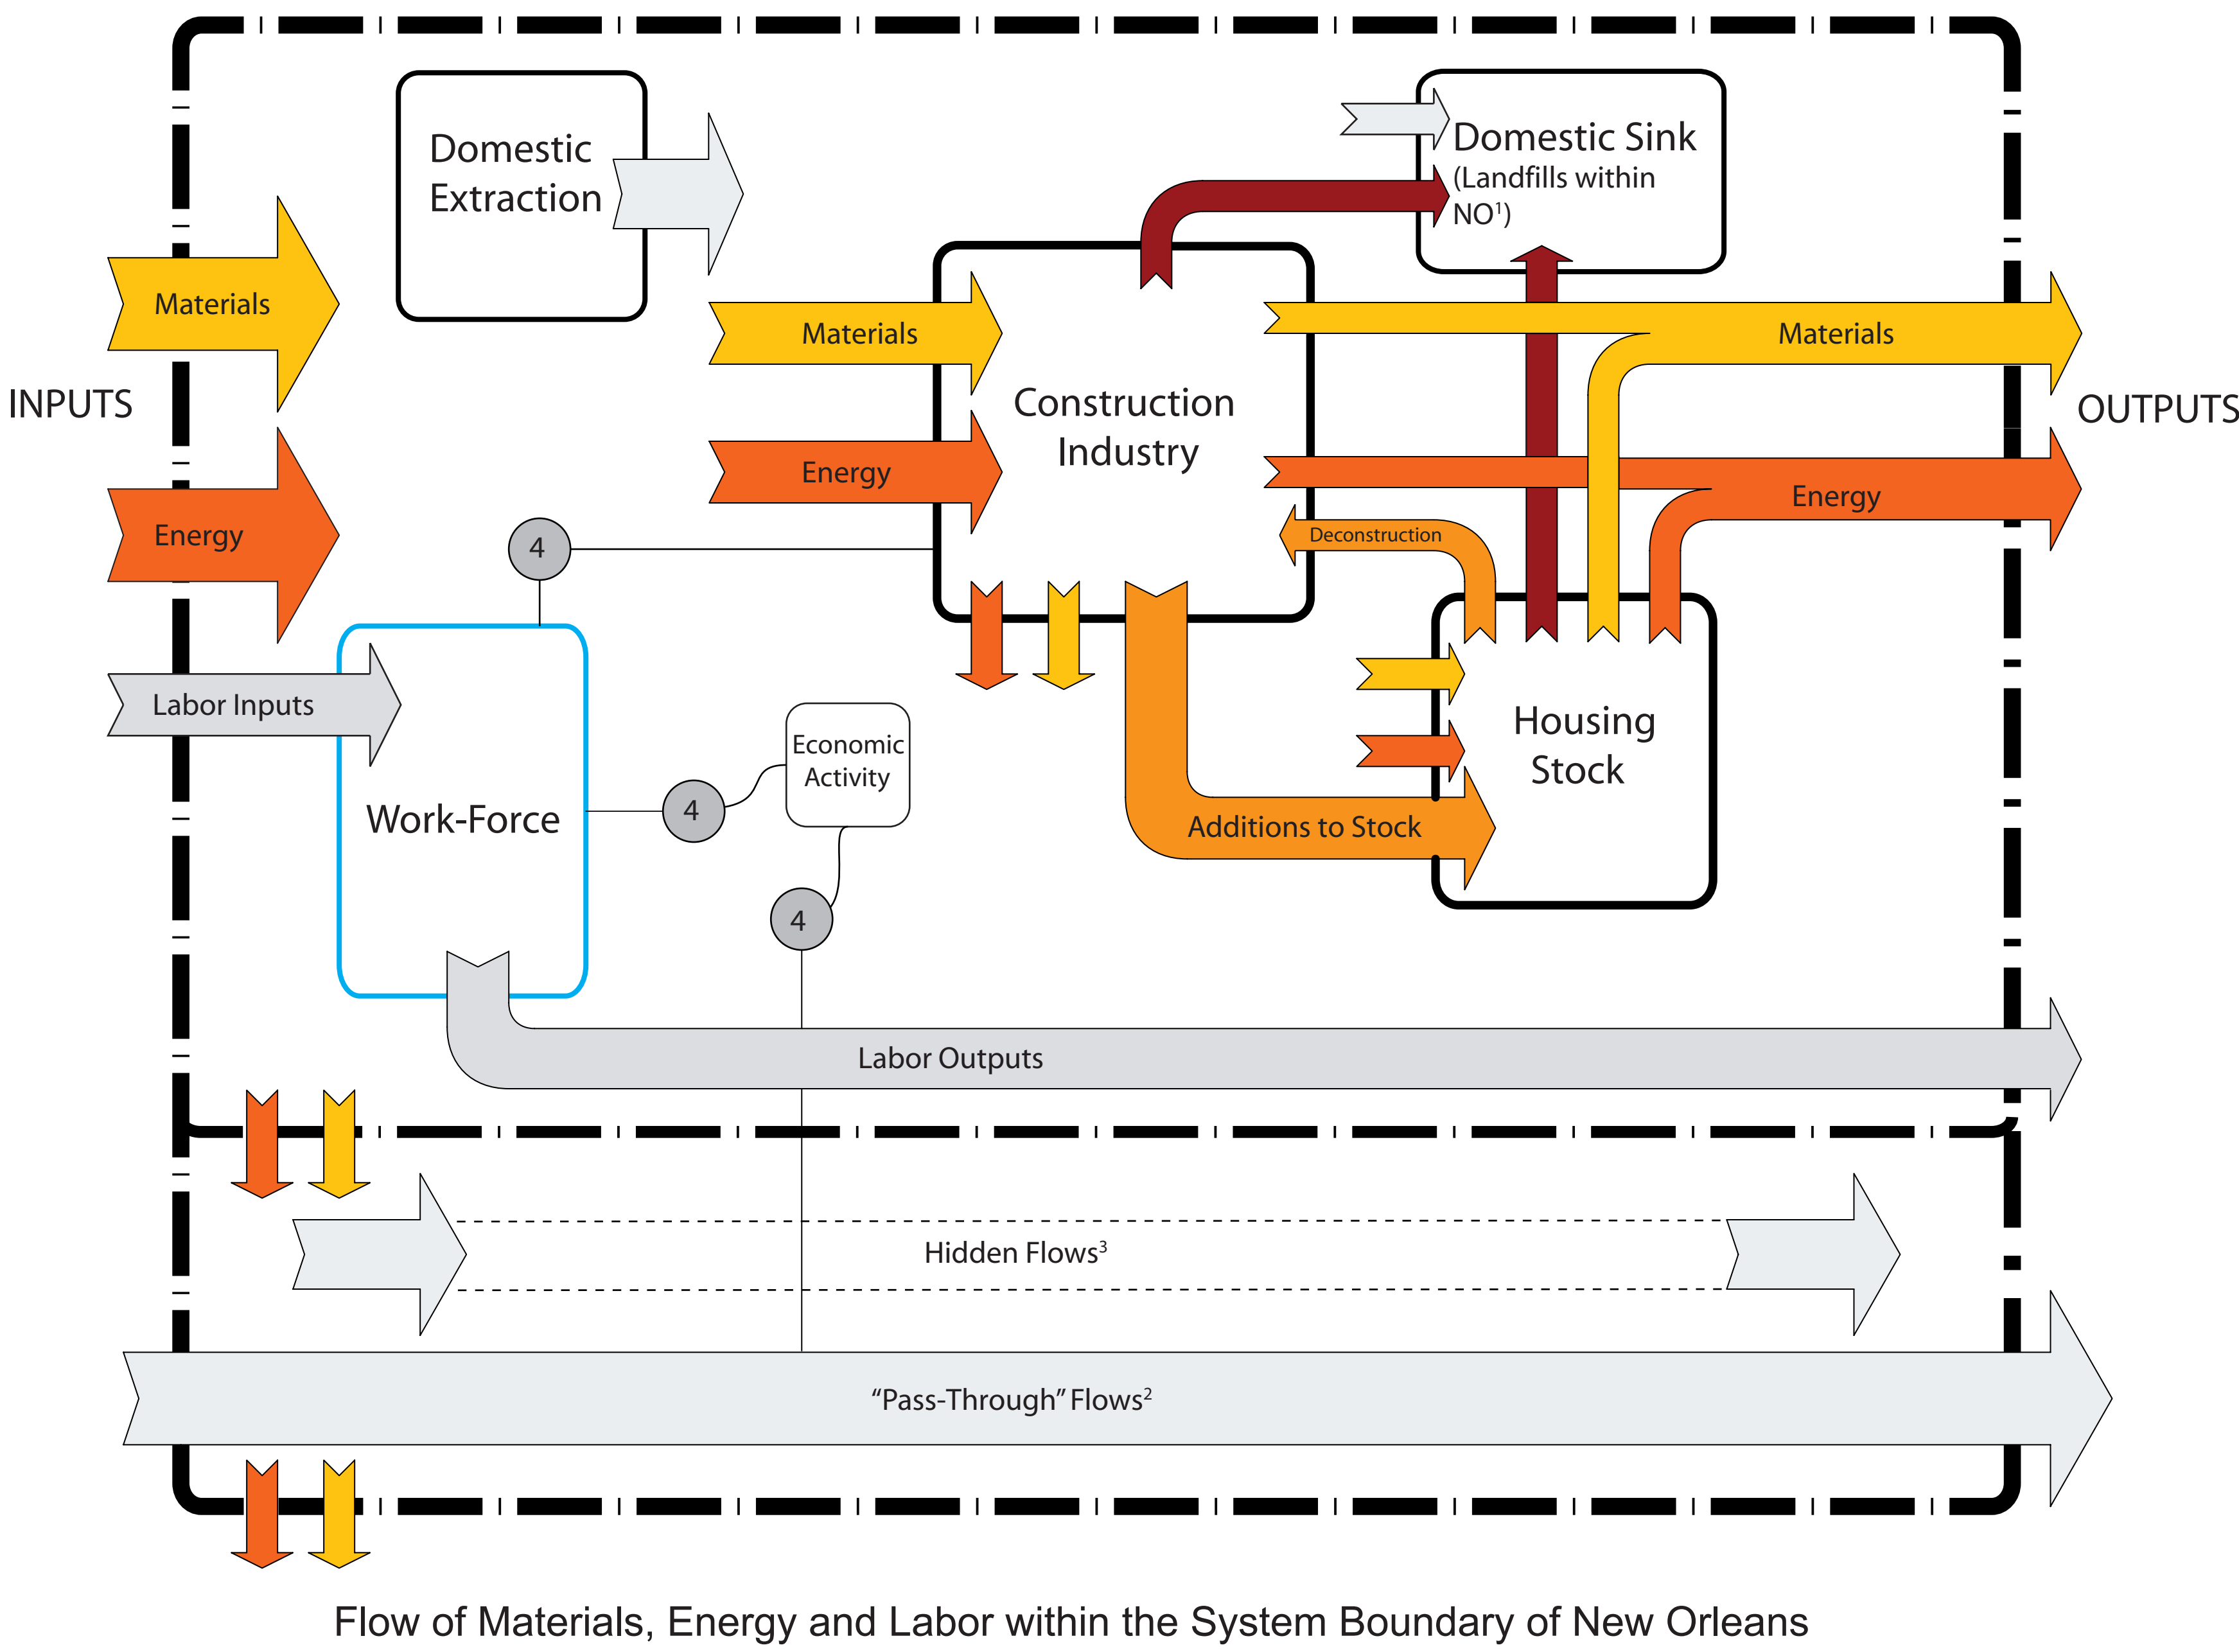 Domestic
Extraction
Domestic Sink
(Landfills within
NO¹)
Materials
Materials
Materials
INPUTS
OUTPUTS
Construction
Industry
Energy
Energy
Energy
Deconstruction
4
Labor Inputs
Work-Force
4
Economic
Activity
Housing
Stock
Additions to Stock
4
Labor Outputs
Hidden Flows³
“Pass-Through” Flows²
Flow of Materials, Energy and Labor within the System Boundary of New Orleans